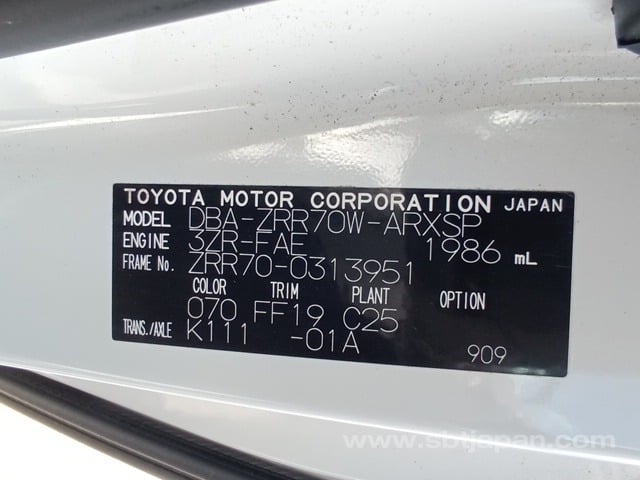 TOYOTA MOTOR CORPORATION JAPAN
MODEL DBA-ZRR70W-ARXSP
ENGINE 3ZR-FAE 1986 mL
FRAME No. ZRR70-0313951
COLOR TRIM PLANT OPTION
070 FF19 C25
TRANS./AXLE K111 -01A
909
www.sbtjapan.com